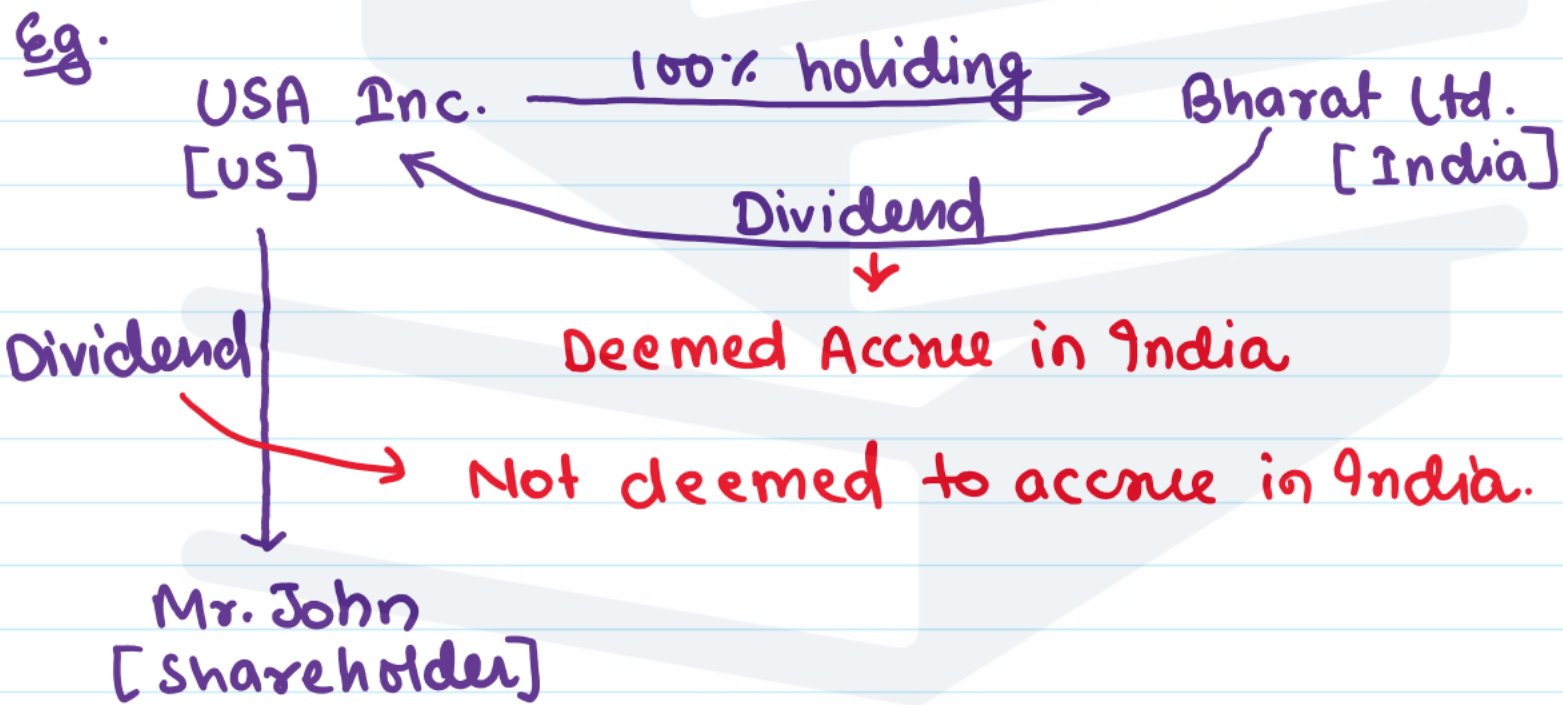 Eg.
100% holiding
USA Inc.
Bharat Ltd.
[US]
[India]
Dividend
Dividend
Deemed Accrue in India
Not deemed to accrue in India.
Mr. John
[Shareholder]